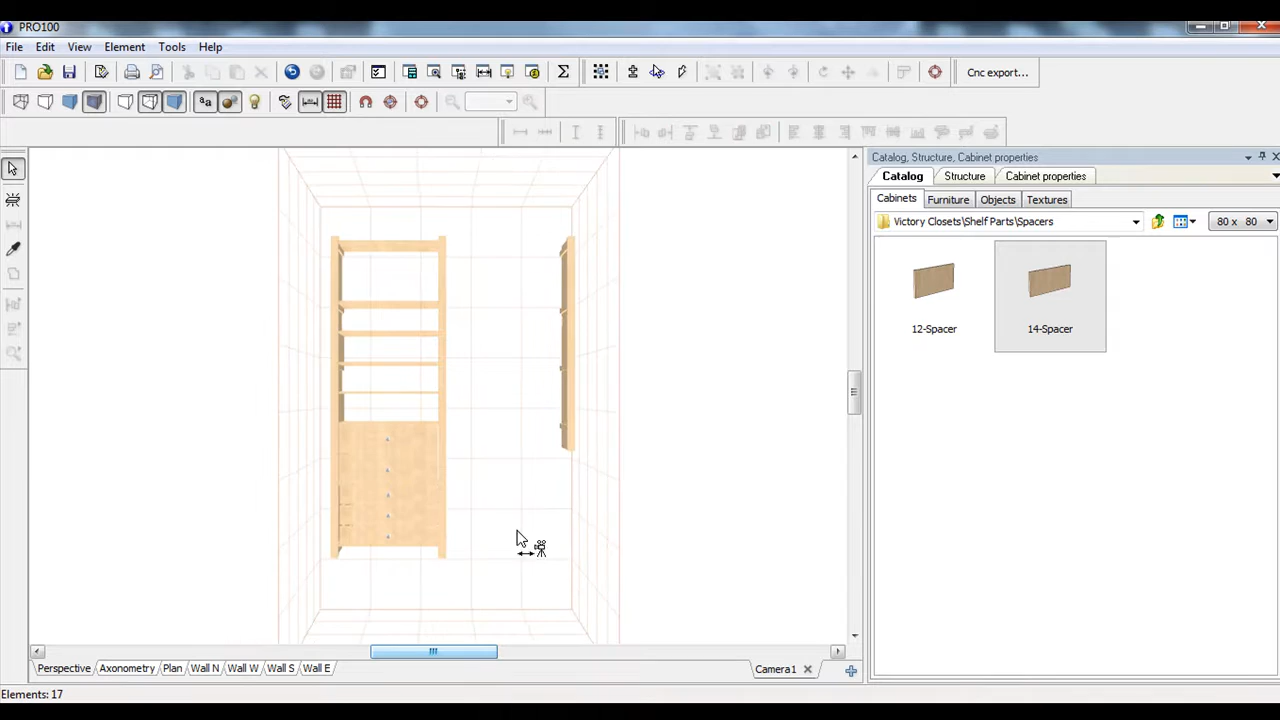 PRO100
File Edit View Element Tools Help
Cnc export...
aa
Catalog, Structure, Cabinet properties
Catalog Structure Cabinet properties
Cabinets Furniture Objects Textures
Victory Closets\Shelf Parts\Spacers
80 x 80
12-Spacer
14-Spacer
Perspective Axonometry Plan Wall N Wall W Wall S Wall E
Camera1
Elements: 17